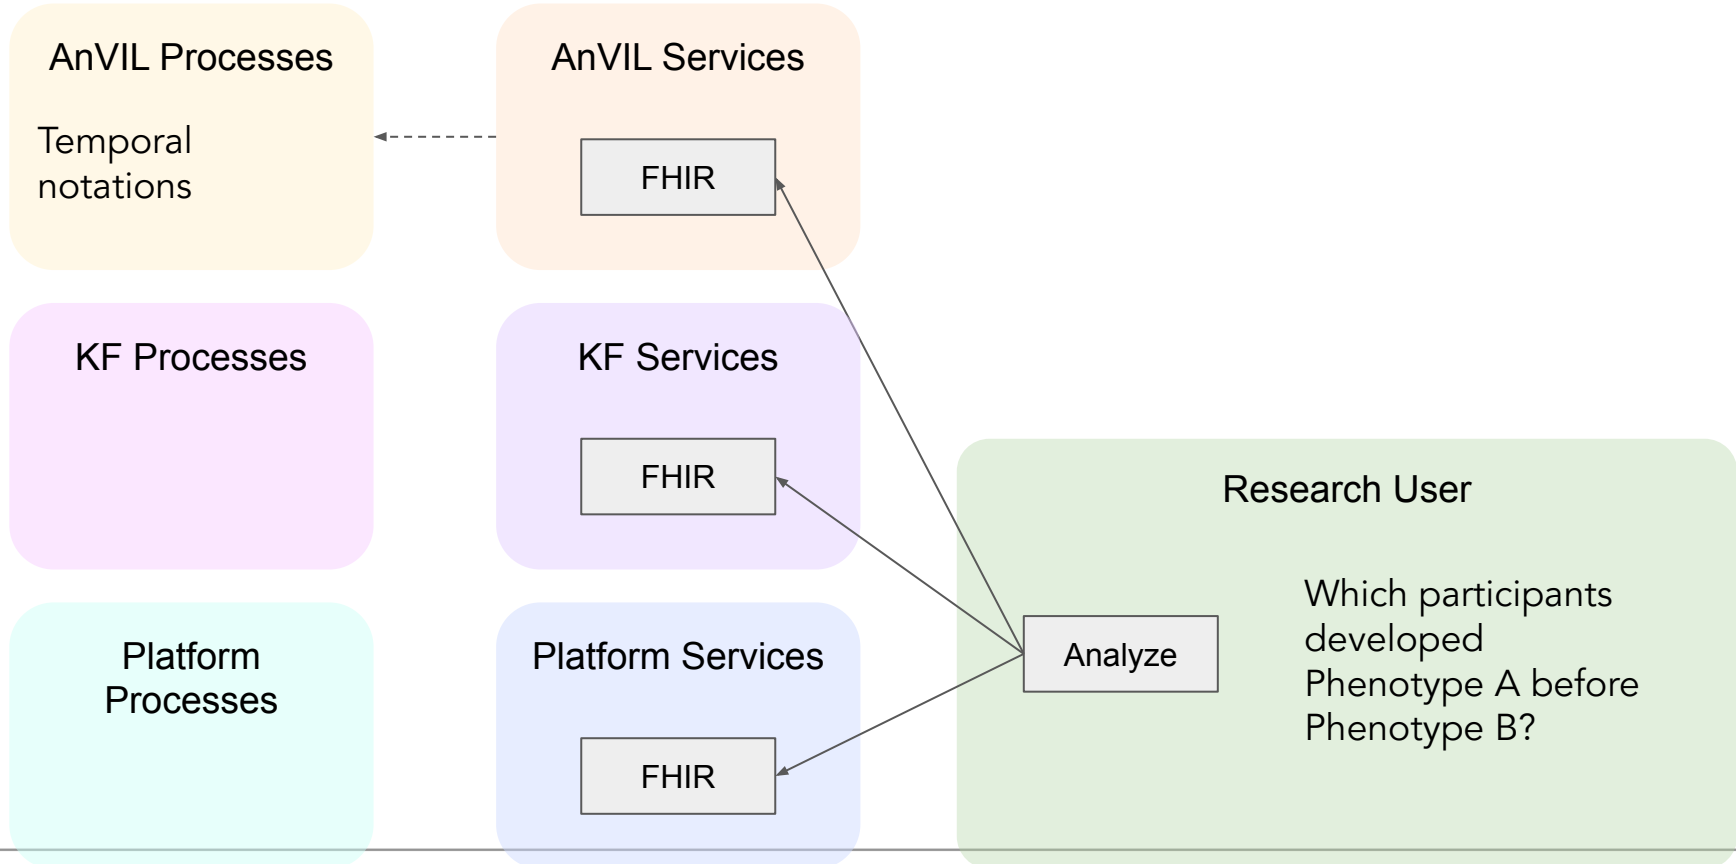 AnVIL Processes
Temporal
notations
AnVIL Services
FHIR
KF Processes
KF Services
FHIR
Platform
Processes
Platform Services
FHIR
Research User
Analyze
Which participants
developed
Phenotype A before
Phenotype B?